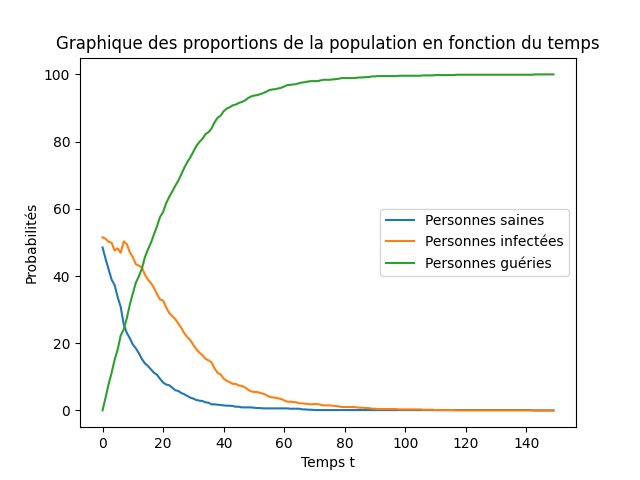 Graphique des proportions de la population en fonction du temps
100
80
60
40
20
0
Probabilités
Personnes saines
Personnes infectées
Personnes guéries
0 20 40 60 80 100 120 140
Temps t